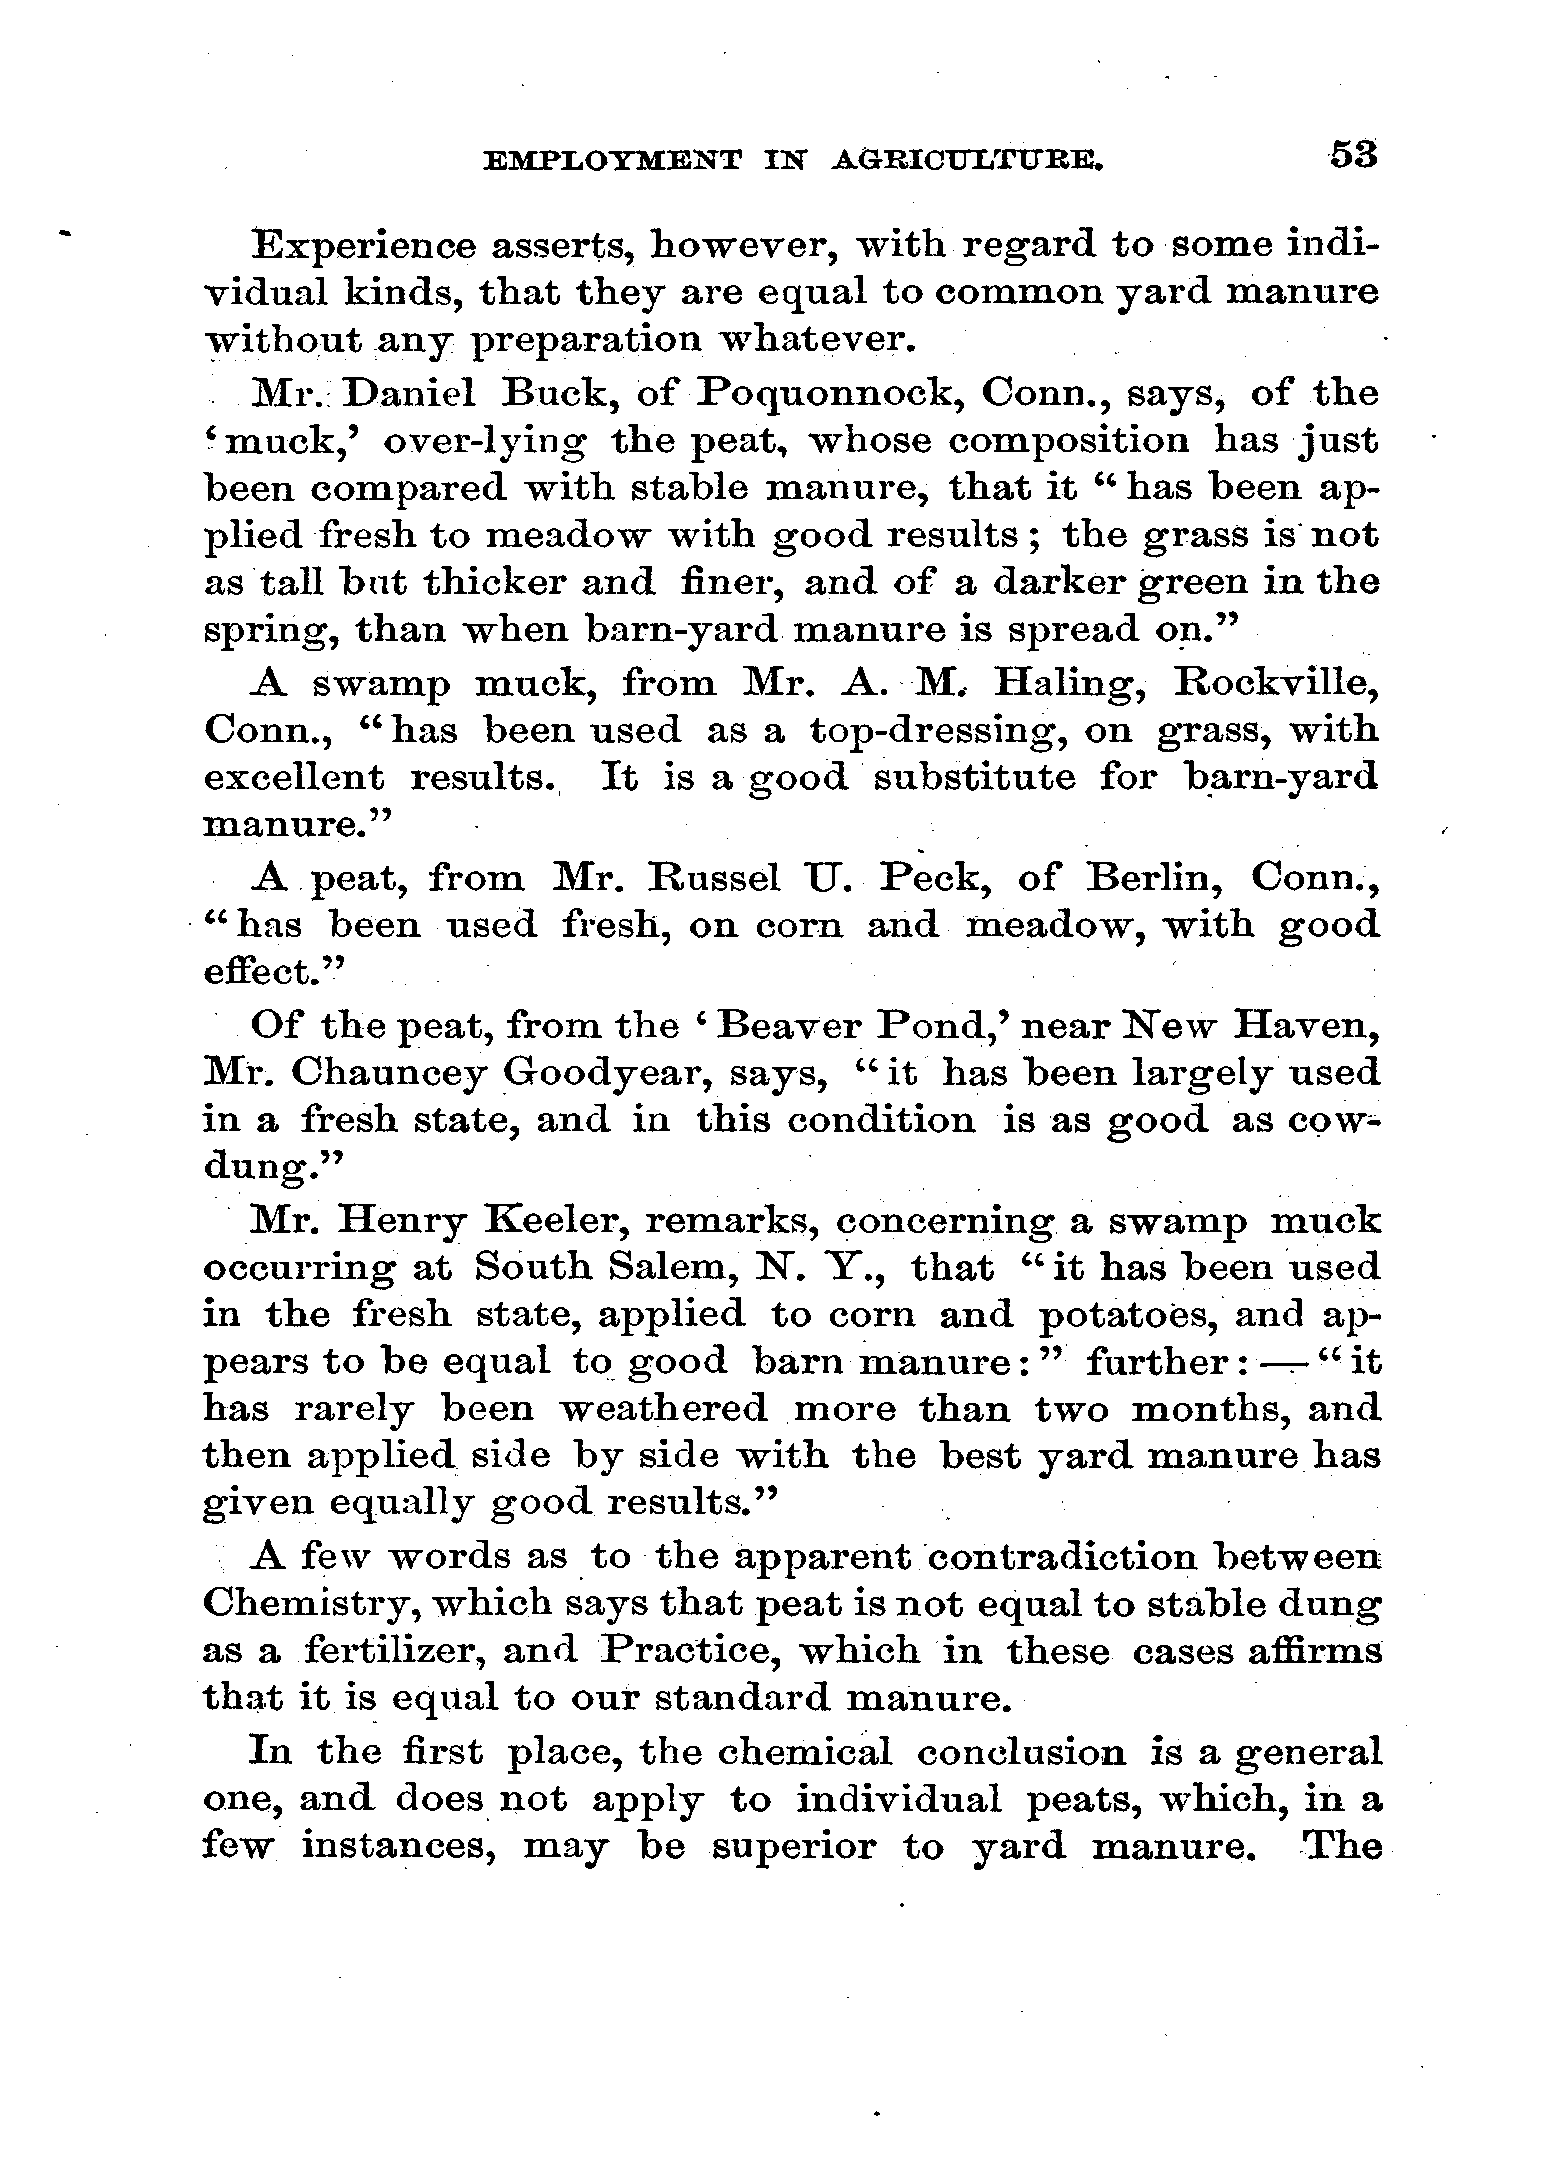 EMPLOYMENT IN AGRICULTURE. 53
Experience asserts, however, with regard to some indi-
vidual kinds, that they are equal to common yard manure
without any preparation whatever.
Mr. Daniel Buck, of Poquonnock, Conn., says, of the
‘muck,’ over-lying the peat, whose composition has just
been compared with stable manure, that it “has been ap-
plied fresh to meadow with good results; the grass is not
as tall but thicker and finer, and of a darker green in the
spring, than when barn-yard manure is spread on.”
A swamp muck, from Mr. A. M. Haling, Rockville,
Conn., “has been used as a top-dressing, on grass, with
excellent results. It is a good substitute for barn-yard
manure.”
A peat, from Mr. Russel U. Peck, of Berlin, Conn.,
“has been used fresh, on corn and meadow, with good
effect.”
Of the peat, from the ‘Beaver Pond,’ near New Haven,
Mr. Chauncey Goodyear, says, “it has been largely used
in a fresh state, and in this condition is as good as cow-
dung.”
Mr. Henry Keeler, remarks, concerning a swamp muck
occurring at South Salem, N. Y., that “it has been used
in the fresh state, applied to corn and potatoes, and ap-
pears to be equal to good barn manure:” further:—“it
has rarely been weathered more than two months, and
then applied side by side with the best yard manure has
given equally good results.”
A few words as to the apparent contradiction between
Chemistry, which says that peat is not equal to stable dung
as a fertilizer, and Practice, which in these cases affirms
that it is equal to our standard manure.
In the first place, the chemical conclusion is a general
one, and does not apply to individual peats, which, in a
few instances, may be superior to yard manure. The